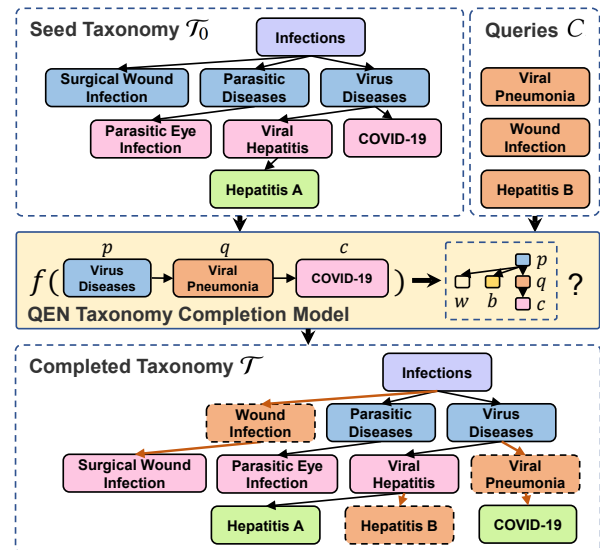 Seed Taxonomy 𝒯0
Queries C
Infections
Surgical Wound
Infection
Parasitic
Diseases
Virus
Diseases
Viral
Pneumonia
Parasitic Eye
Infection
Viral
Hepatitis
COVID-19
Wound
Infection
Hepatitis A
Hepatitis B
p
q
c
f(
Virus
Diseases
Viral
Pneumonia
COVID-19
)
p
q
w
b
c
?
QEN Taxonomy Completion Model
Completed Taxonomy 𝒯
Infections
Wound
Infection
Parasitic
Diseases
Virus
Diseases
Surgical Wound
Infection
Parasitic Eye
Infection
Viral
Hepatitis
Viral
Pneumonia
Hepatitis A
Hepatitis B
COVID-19